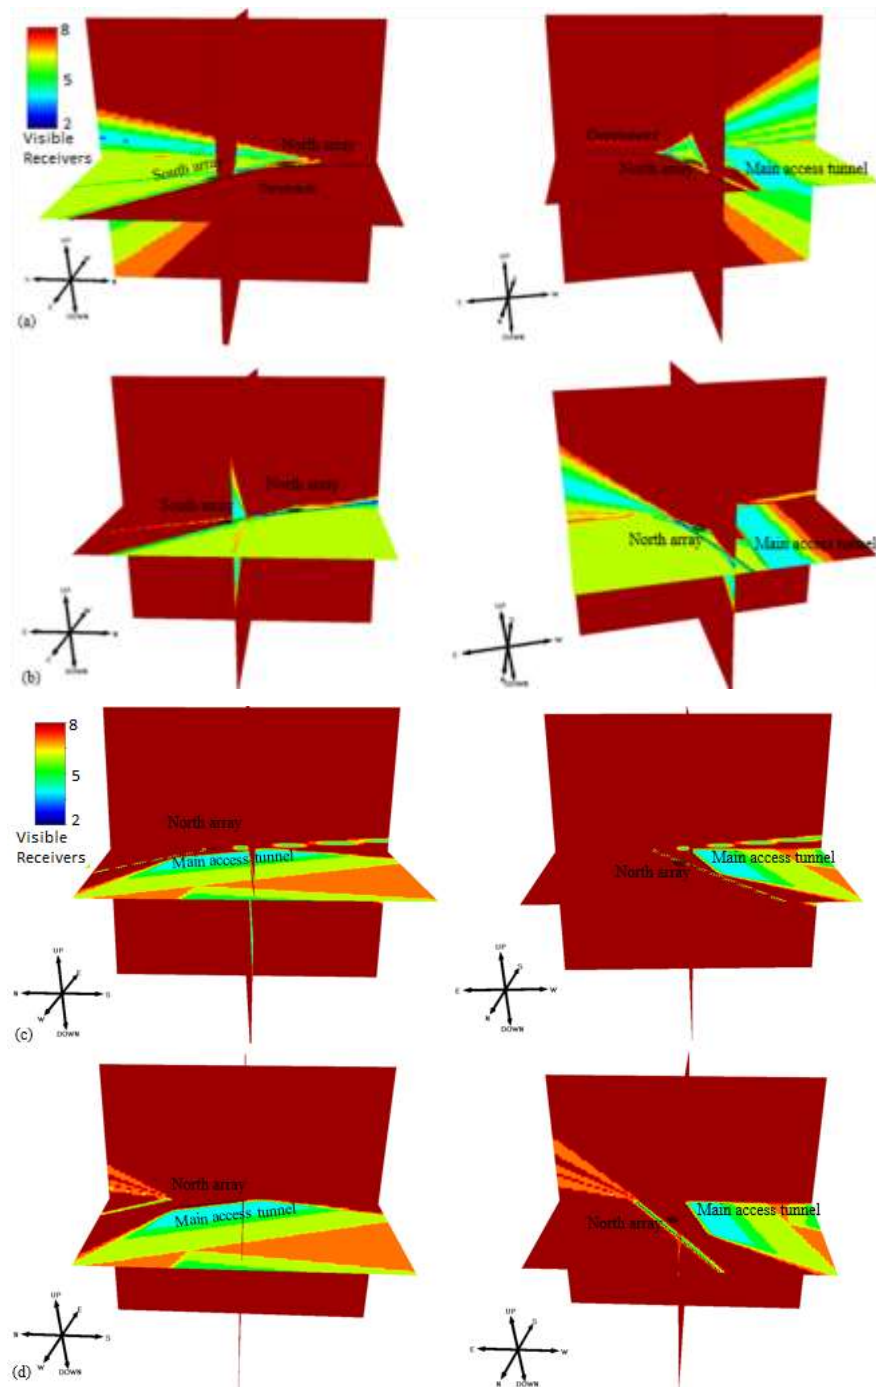 8
5
2
Visible
Receivers
North array
South array
North array
Main access tunnel
UP
DOWN
UP
W
DOWN
(a)
North array
South array
North array
Main access tunnel
UP
DOWN
UP
E
W
DOWN
(b)
8
5
2
Visible
Receivers
North array
Main access tunnel
Main access tunnel
North array
UP
E
N
S
W
DOWN
UP
S
E
W
N
DOWN
(c)
North array
Main access tunnel
Main access tunnel
North array
UP
E
N
S
W
DOWN
UP
S
E
W
N
DOWN
(d)